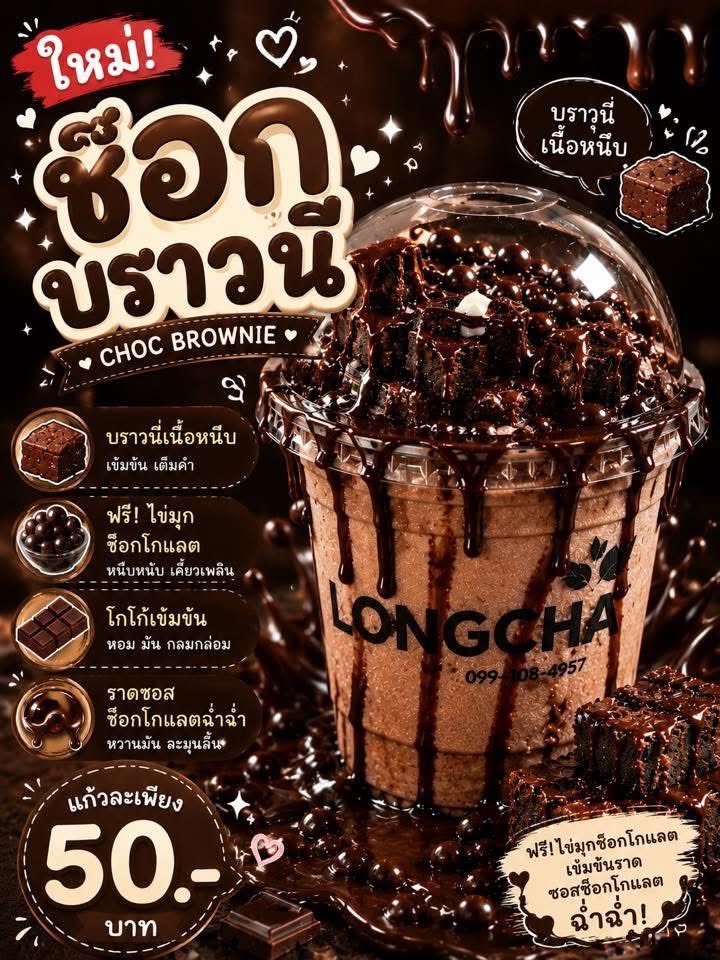 ใหม่!
ช๊อก
บราวนี่
CHOC BROWNIE
บราวนี่
เนื้อหนึบ
บราวนี่เนื้อหนึบ
เข้มข้น เต็มคำ
ฟรี! ไข่มุก
ช็อกโกแลต
หนึบหนับ เคี้ยวเพลิน
โกโก้เข้มข้น
หอม มัน กลมกล่อม
ราดซอส
ช็อกโกแลตฉ่ำฉ่ำ
หวานมัน ละมุนลิ้น
LONGCHA
099-108-4957
แก้วละเพียง
50.-
บาท
ฟรี!ไข่มุกช็อกโกแลต
เข้มข้นราด
ซอสช็อกโกแลต
ฉ่ำฉ่ำ!